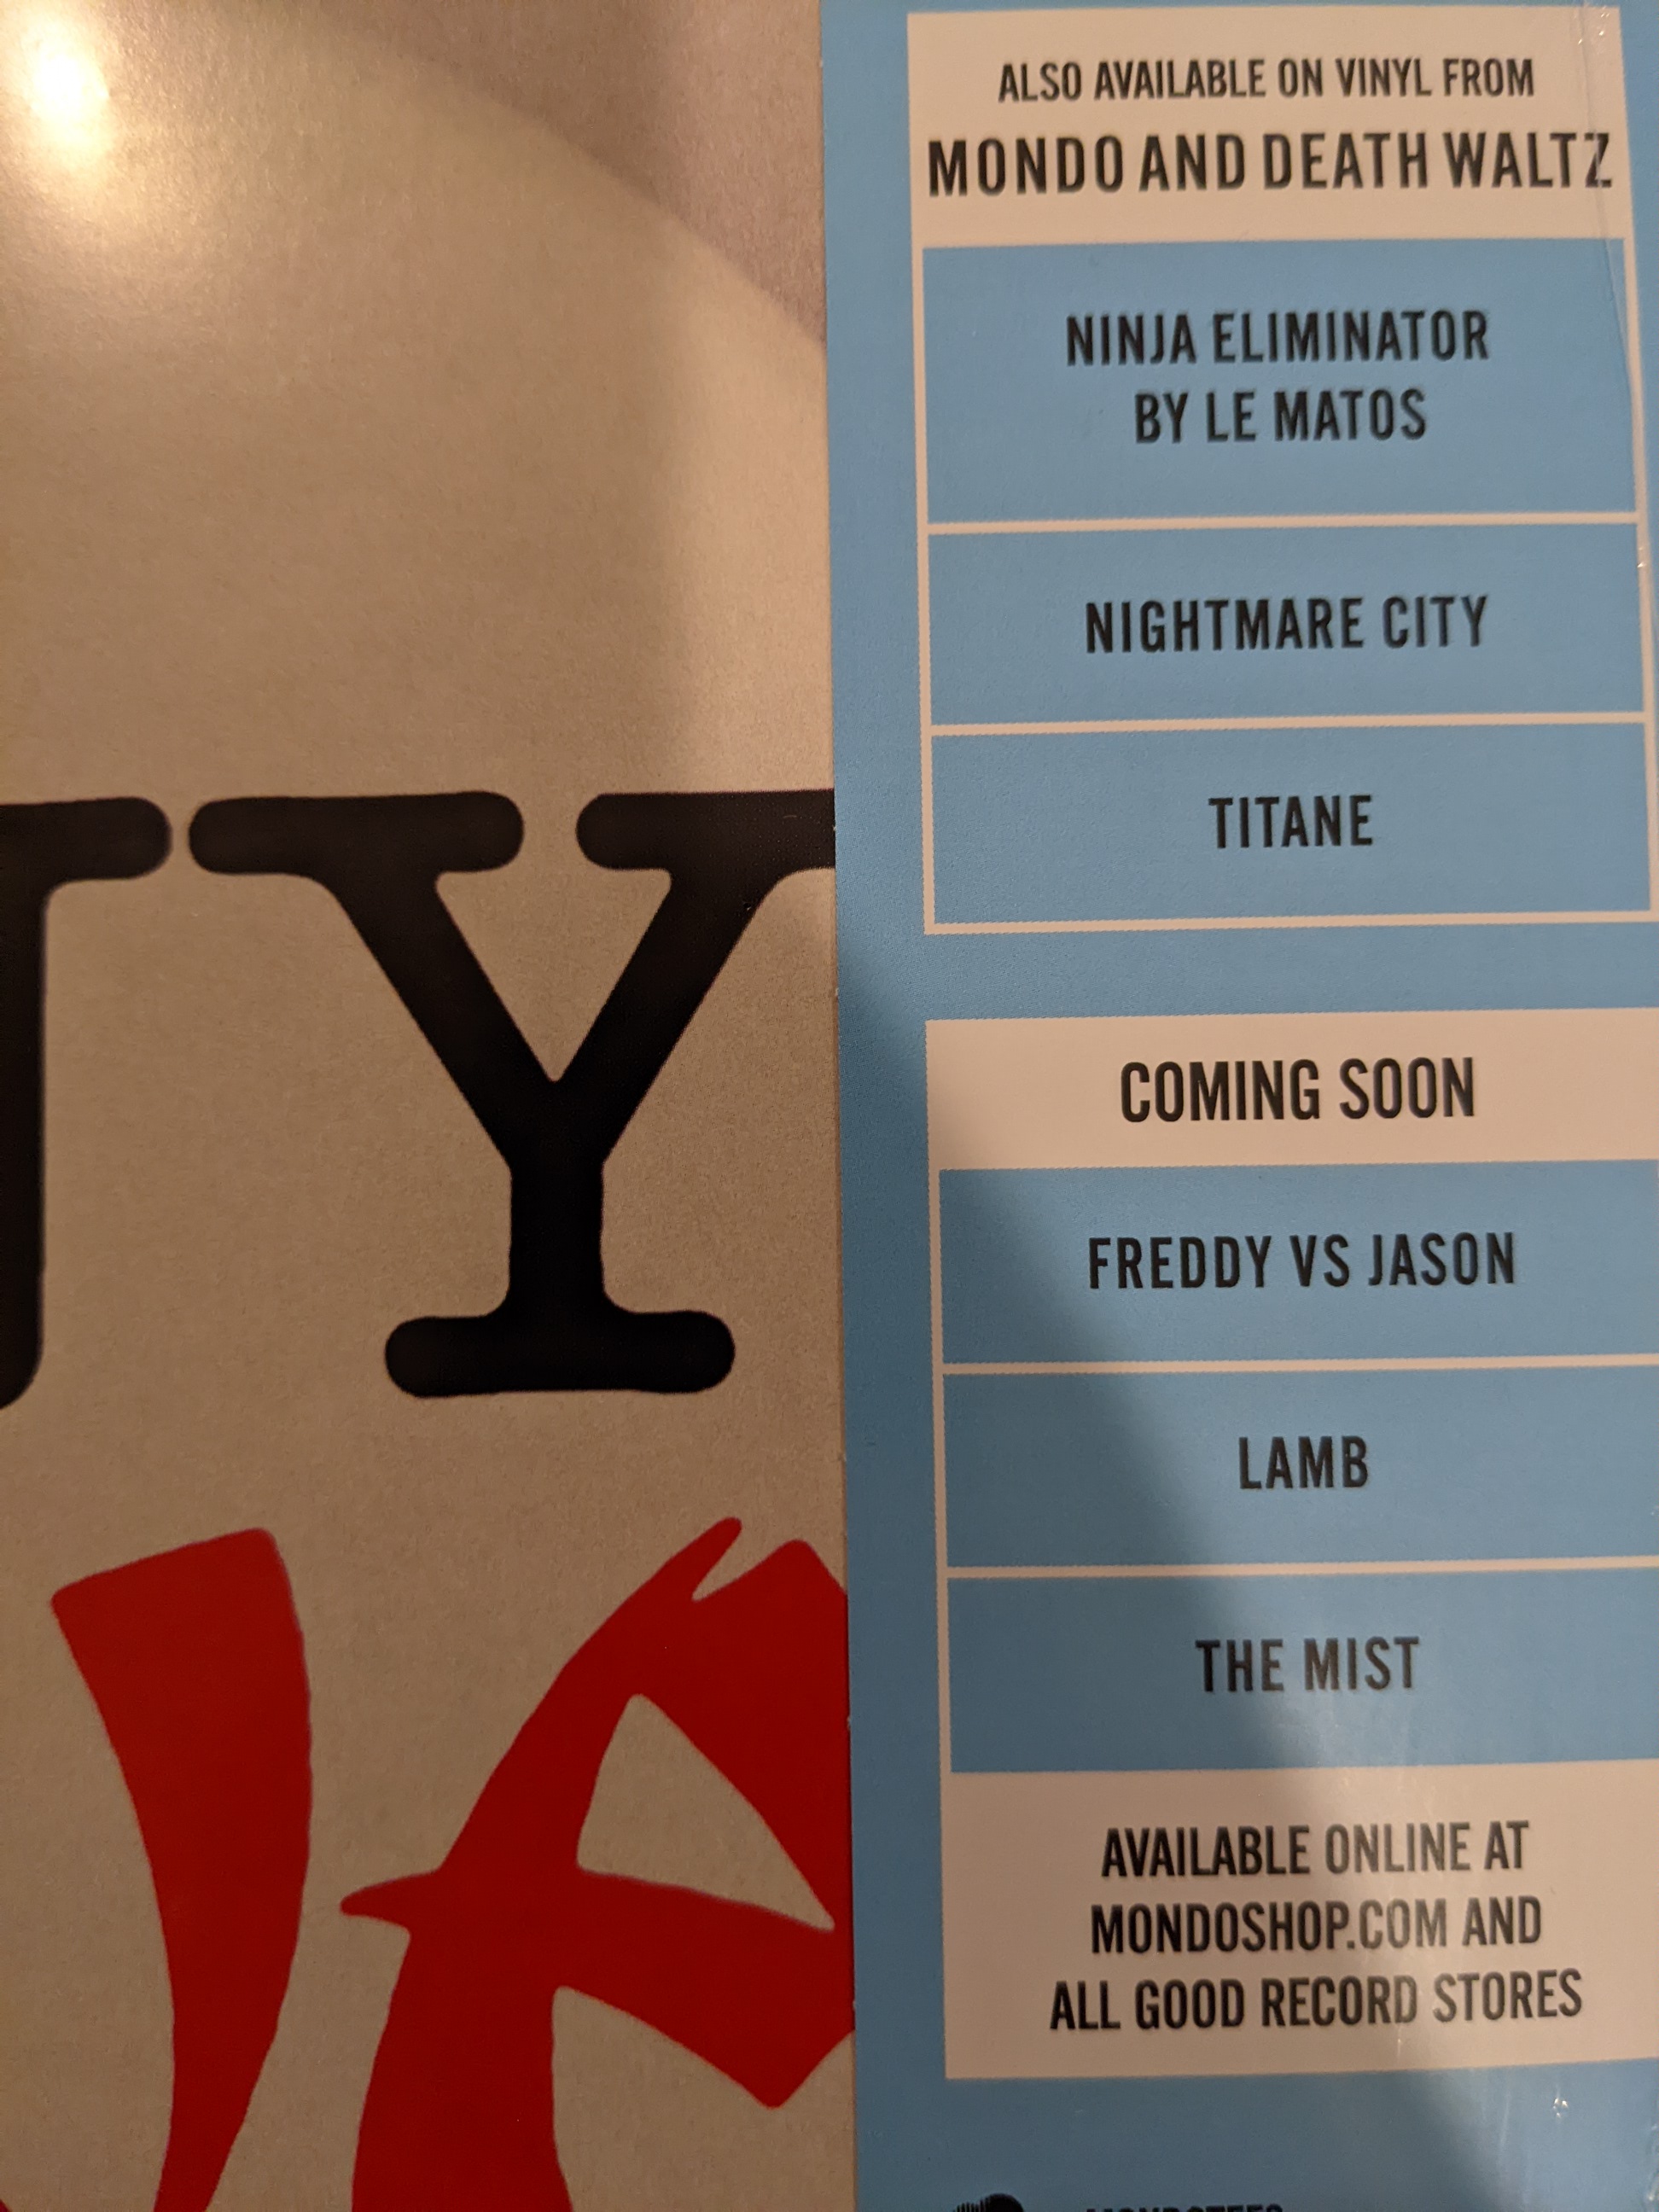 Y
ALSO AVAILABLE ON VINYL FROM
MONDO AND DEATH WALTZ
NINJA ELIMINATOR
BY LE MATOS
NIGHTMARE CITY
TITANE
COMING SOON
FREDDY VS JASON
LAMB
THE MIST
AVAILABLE ONLINE AT
MONDOSHOP.COM AND
ALL GOOD RECORD STORES